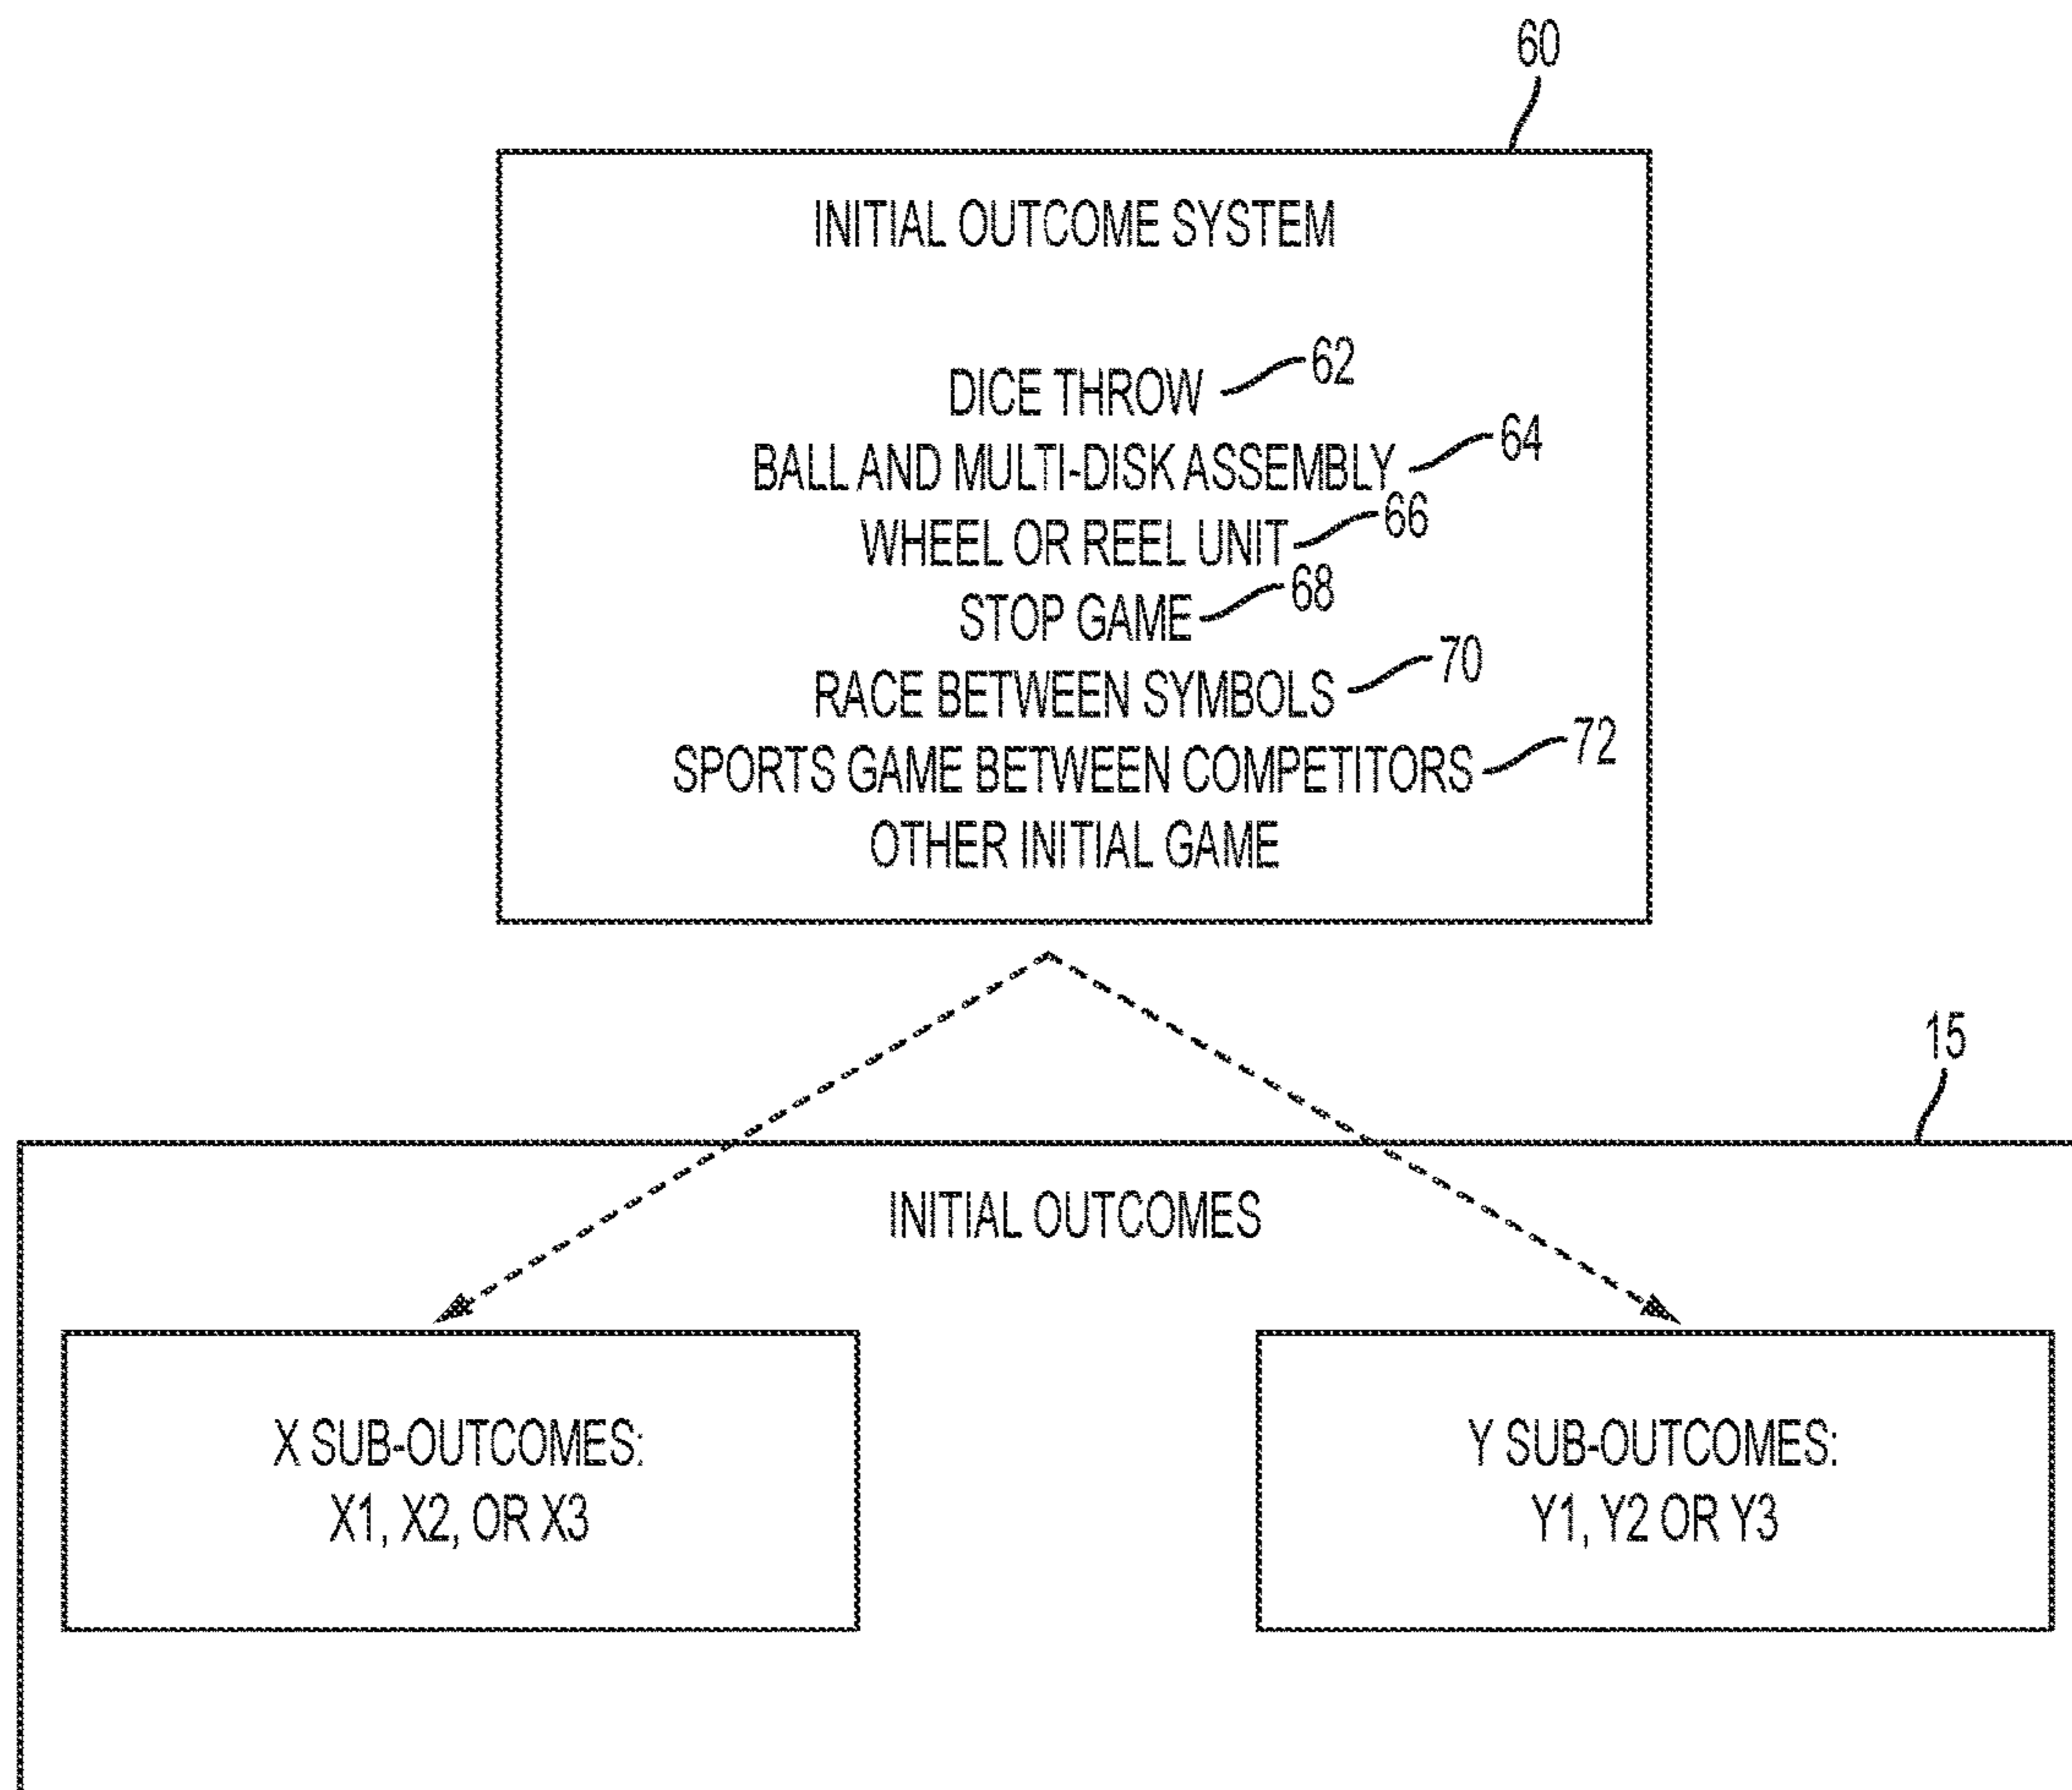 60
INITIAL OUTCOME SYSTEM
DICE THROW 62
BALL AND MULTI-DISK ASSEMBLY 64
WHEEL OR REEL UNIT 66
STOP GAME 68
RACE BETWEEN SYMBOLS 70
SPORTS GAME BETWEEN COMPETITORS 72
OTHER INITIAL GAME
15
INITIAL OUTCOMES
X SUB-OUTCOMES:
X1, X2, OR X3
Y SUB-OUTCOMES:
Y1, Y2 OR Y3